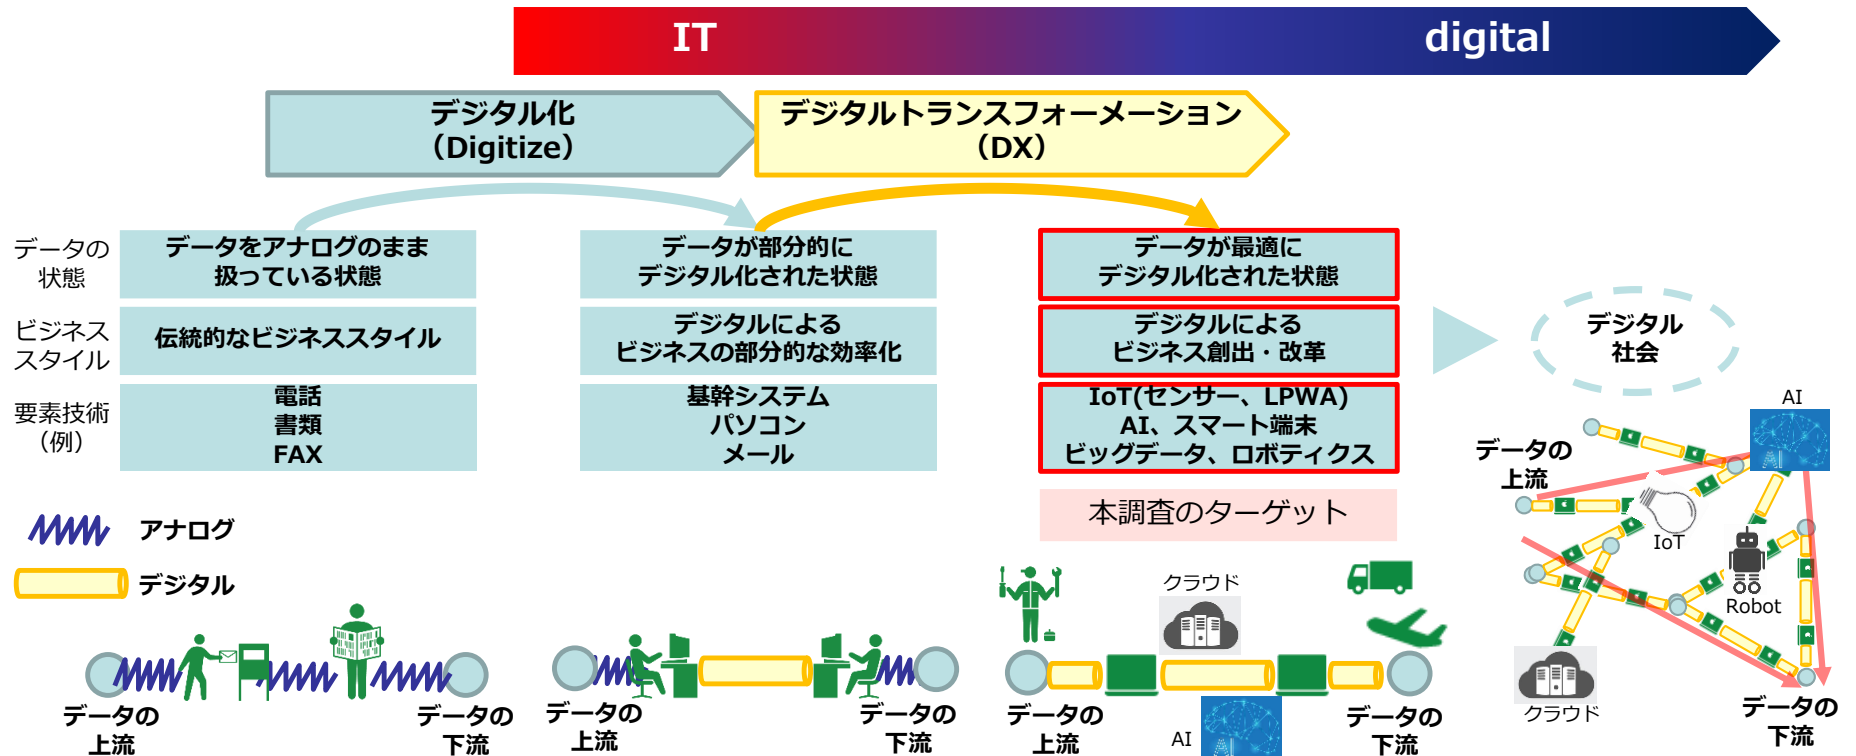 IT
digital
デジタル化
（Digitize）
デジタルトランスフォーメーション
（DX）
データの
状態
データをアナログのまま
扱っている状態
データが部分的に
デジタル化された状態
データが最適に
デジタル化された状態
ビジネス
スタイル
伝統的なビジネススタイル
デジタルによる
ビジネスの部分的な効率化
デジタルによる
ビジネス創出・改革
デジタル
社会
要素技術
（例）
電話
書類
FAX
基幹システム
パソコン
メール
IoT(センサー、LPWA)
AI、スマート端末
ビッグデータ、ロボティクス
本調査のターゲット
アナログ
デジタル
データの
上流
データの
下流
データの
上流
データの
下流
クラウド
データの
上流
AI
AI
データの
下流
AI
AI
データの
上流
IoT
Robot
クラウド
データの
下流